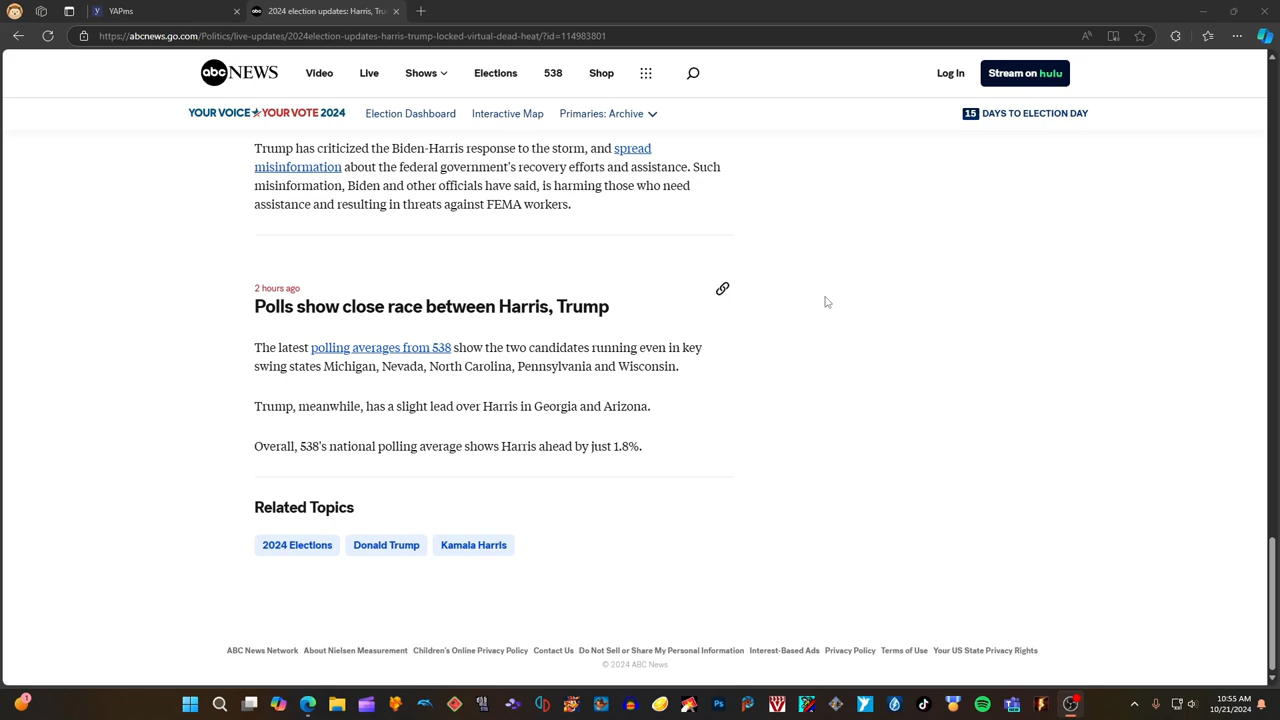 YAPms
2024 election updates: Harris, Tru
https://abcnews.go.com/Politics/live-updates/2024election-updates-harris-trump-locked-virtual-dead-heat/?id=114983801
abc NEWS Video Live Shows Elections 538 Shop Log In Stream on hulu
YOUR VOICE YOUR VOTE 2024 Election Dashboard Interactive Map Primaries: Archive 15 DAYS TO ELECTION DAY
Trump has criticized the Biden-Harris response to the storm, and spread
misinformation about the federal government's recovery efforts and assistance. Such
misinformation, Biden and other officials have said, is harming those who need
assistance and resulting in threats against FEMA workers.
2 hours ago
Polls show close race between Harris, Trump
The latest polling averages from 538 show the two candidates running even in key
swing states Michigan, Nevada, North Carolina, Pennsylvania and Wisconsin.
Trump, meanwhile, has a slight lead over Harris in Georgia and Arizona.
Overall, 538's national polling average shows Harris ahead by just 1.8%.
Related Topics
2024 Elections Donald Trump Kamala Harris
ABC News Network About Nielsen Measurement Children's Online Privacy Policy Contact Us Do Not Sell or Share My Personal Information Interest-Based Ads Privacy Policy Terms of Use Your US State Privacy Rights
© 2024 ABC News
10:55 AM
10/21/2024